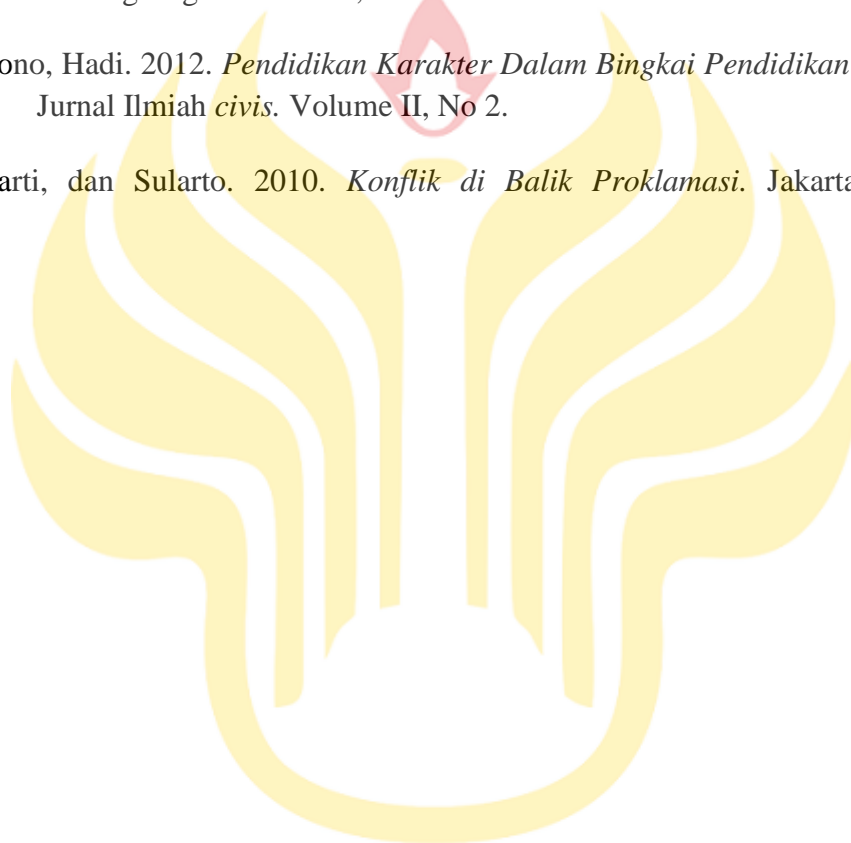 ono, Hadi. 2012. Pendidikan Karakter Dalam Bingkai Pendidikan
Jurnal Ilmiah civis. Volume II, No 2.
arti, dan Sularto. 2010. Konflik di Balik Proklamasi. Jakarta